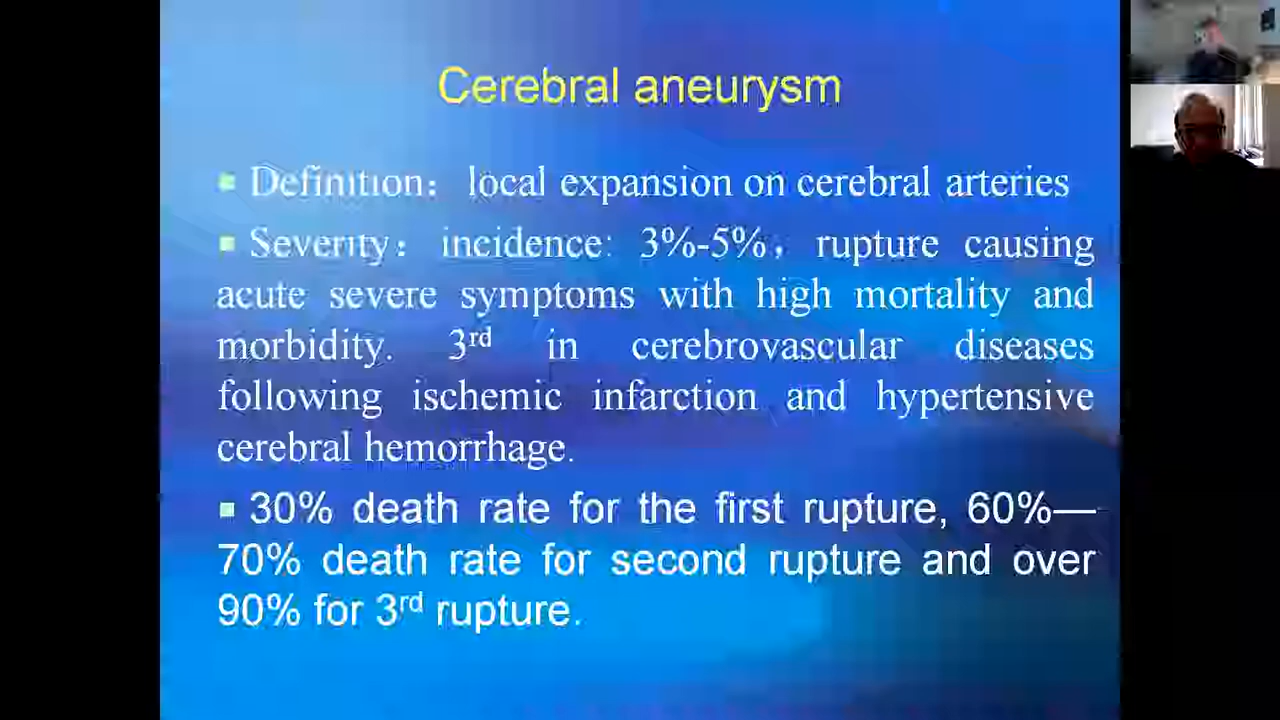 Cerebral aneurysm
▪ Definition： local expansion on cerebral arteries
▪ Severity： incidence: 3%-5%，rupture causing
acute severe symptoms with high mortality and
morbidity. 3rd in cerebrovascular diseases
following ischemic infarction and hypertensive
cerebral hemorrhage.
▪ 30% death rate for the first rupture, 60%—
70% death rate for second rupture and over
90% for 3rd rupture.